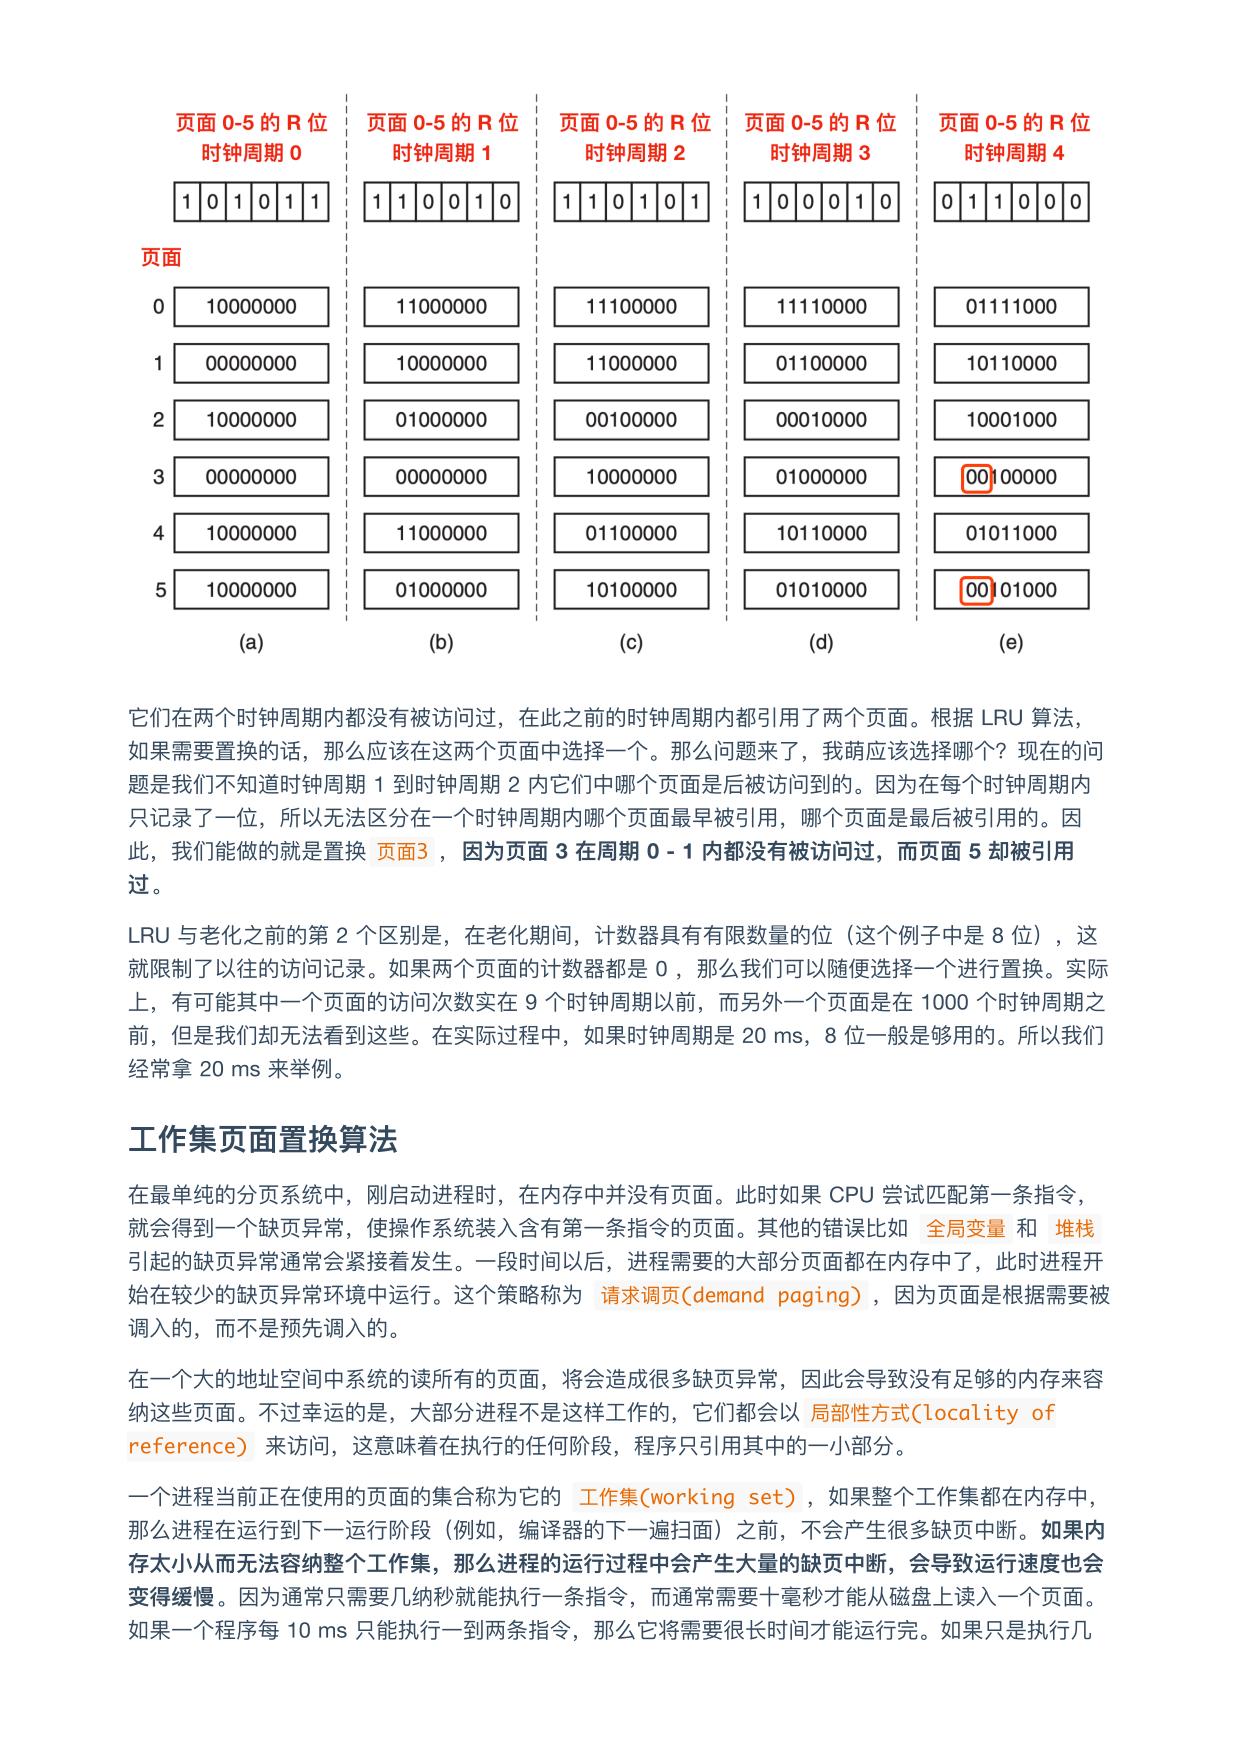 页面 0-5 的 R 位 页面 0-5 的 R 位 页面 0-5 的 R 位 页面 0-5 的 R 位 页面 0-5 的 R 位
时钟周期 0 时钟周期 1 时钟周期 2 时钟周期 3 时钟周期 4
1 0 1 0 1 1 1 1 0 0 1 0 1 1 0 1 0 1 1 0 0 0 1 0 0 1 1 0 0 0
页面
0 10000000 11000000 11100000 11110000 01111000
1 00000000 10000000 11000000 01100000 10110000
2 10000000 01000000 00100000 00010000 10001000
3 00000000 00000000 10000000 01000000 00100000
4 10000000 11000000 01100000 10110000 01011000
5 10000000 01000000 10100000 01010000 00101000
(a) (b) (c) (d) (e)
它们在两个时钟周期内都没有被访问过，在此之前的时钟周期内都引用了两个页面。根据 LRU 算法，
如果需要置换的话，那么应该在这两个页面中选择一个。那么问题来了，我萌应该选择哪个？现在的问
题是我们不知道时钟周期 1 到时钟周期 2 内它们中哪个页面是后被访问到的。因为在每个时钟周期内
只记录了一位，所以无法区分在一个时钟周期内哪个页面最早被引用，哪个页面是最后被引用的。因
此，我们能做的就是置换 页面3 ，因为页面 3 在周期 0 - 1 内都没有被访问过，而页面 5 却被引用
过。
LRU 与老化之前的第 2 个区别是，在老化期间，计数器具有有限数量的位（这个例子中是 8 位），这
就限制了以往的访问记录。如果两个页面的计数器都是 0 ，那么我们可以随便选择一个进行置换。实际
上，有可能其中一个页面的访问次数实在 9 个时钟周期以前，而另外一个页面是在 1000 个时钟周期之
前，但是我们却无法看到这些。在实际过程中，如果时钟周期是 20 ms，8 位一般是够用的。所以我们
经常拿 20 ms 来举例。
工作集页面置换算法
在最单纯的分页系统中，刚启动进程时，在内存中并没有页面。此时如果 CPU 尝试匹配第一条指令，
就会得到一个缺页异常，使操作系统装入含有第一条指令的页面。其他的错误比如 全局变量 和 堆栈
引起的缺页异常通常会紧接着发生。一段时间以后，进程需要的大部分页面都在内存中了，此时进程开
始在较少的缺页异常环境中运行。这个策略称为 请求调页(demand paging) ，因为页面是根据需要被
调入的，而不是预先调入的。
在一个大的地址空间中系统的读所有的页面，将会造成很多缺页异常，因此会导致没有足够的内存来容
纳这些页面。不过幸运的是，大部分进程不是这样工作的，它们都会以 局部性方式(locality of
reference) 来访问，这意味着在执行的任何阶段，程序只引用其中的一小部分。
一个进程当前正在使用的页面的集合称为它的 工作集(working set) ，如果整个工作集都在内存中，
那么进程在运行到下一运行阶段（例如，编译器的下一遍扫面）之前，不会产生很多缺页中断。如果内
存太小从而无法容纳整个工作集，那么进程的运行过程中会产生大量的缺页中断，会导致运行速度也会
变得缓慢。因为通常只需要几纳秒就能执行一条指令，而通常需要十毫秒才能从磁盘上读入一个页面。
如果一个程序每 10 ms 只能执行一到两条指令，那么它将需要很长时间才能运行完。如果只是执行几